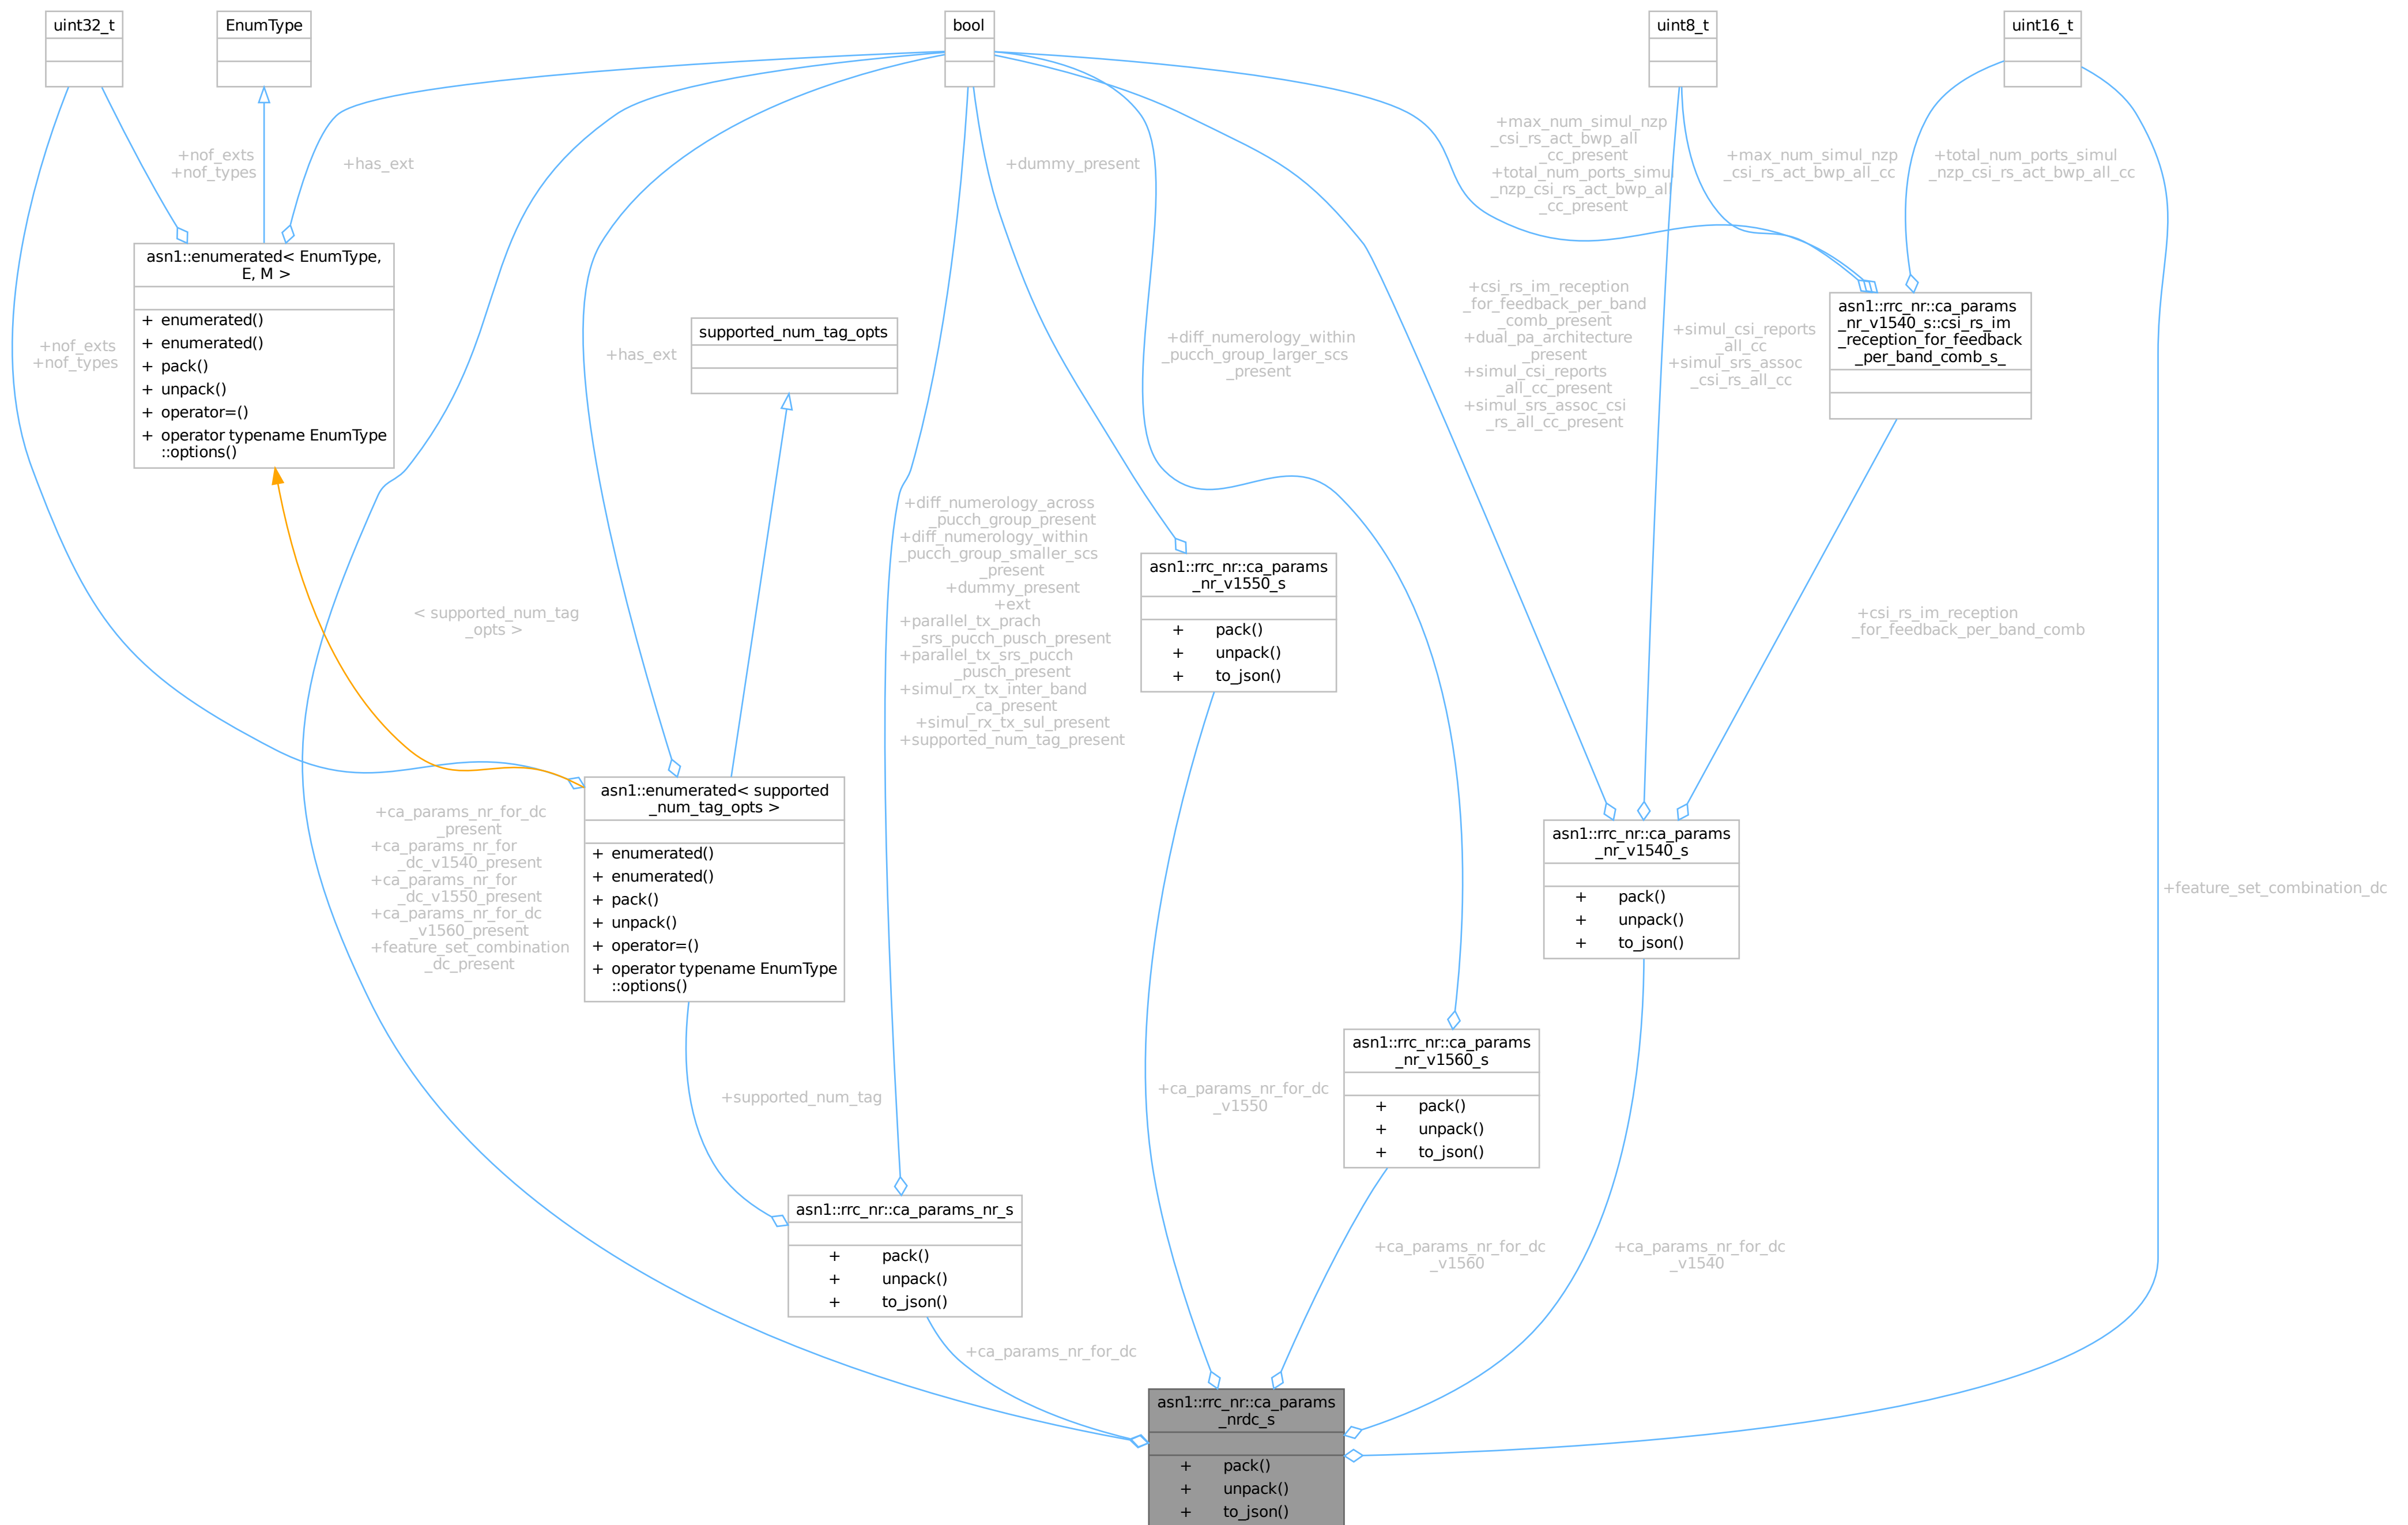 uint32_t
EnumType
bool
uint8_t
uint16_t
+max_num_simul_nzp
_csi_rs_act_bwp_all
_cc_present
+total_num_ports_simul
_nzp_csi_rs_act_bwp_all
_cc_present
+nof_exts
+nof_types
+has_ext
+dummy_present
+max_num_simul_nzp
_csi_rs_act_bwp_all_cc
+total_num_ports_simul
_nzp_csi_rs_act_bwp_all_cc
asn1::enumerated< EnumType,
E, M >
+ enumerated()
+ enumerated()
+ pack()
+ unpack()
+ operator=()
+ operator typename EnumType
::options()
asn1::rrc_nr::ca_params
_nr_v1540_s::csi_rs_im
_reception_for_feedback
_per_band_comb_s_
+nof_exts
+nof_types
+has_ext
supported_num_tag_opts
+diff_numerology_within
_pucch_group_larger_scs
_present
+csi_rs_im_reception
_for_feedback_per_band
_comb_present
+dual_pa_architecture
_present
+simul_csi_reports
_all_cc_present
+simul_srs_assoc_csi
_rs_all_cc_present
+simul_csi_reports
_all_cc
+simul_srs_assoc
_csi_rs_all_cc
< supported_num_tag
_opts >
+diff_numerology_across
_pucch_group_present
+diff_numerology_within
_pucch_group_smaller_scs
_present
+dummy_present
+ext
+parallel_tx_prach
_srs_pucch_pusch_present
+parallel_tx_srs_pucch
_pusch_present
+simul_rx_tx_inter_band
_ca_present
+simul_rx_tx_sul_present
+supported_num_tag_present
asn1::rrc_nr::ca_params
_nr_v1550_s
+ pack()
+ unpack()
+ to_json()
+csi_rs_im_reception
_for_feedback_per_band_comb
+ca_params_nr_for_dc
_present
+ca_params_nr_for
_dc_v1540_present
+ca_params_nr_for
_dc_v1550_present
+ca_params_nr_for_dc
_v1560_present
+feature_set_combination
_dc_present
asn1::enumerated< supported
_num_tag_opts >
+ enumerated()
+ enumerated()
+ pack()
+ unpack()
+ operator=()
+ operator typename EnumType
::options()
asn1::rrc_nr::ca_params
_nr_v1540_s
+ pack()
+ unpack()
+ to_json()
+feature_set_combination_dc
+supported_num_tag
+ca_params_nr_for_dc
_v1550
asn1::rrc_nr::ca_params
_nr_v1560_s
+ pack()
+ unpack()
+ to_json()
asn1::rrc_nr::ca_params_nr_s
+ pack()
+ unpack()
+ to_json()
+ca_params_nr_for_dc
_v1560
+ca_params_nr_for_dc
_v1540
+ca_params_nr_for_dc
asn1::rrc_nr::ca_params
_nrdc_s
+ pack()
+ unpack()
+ to_json()